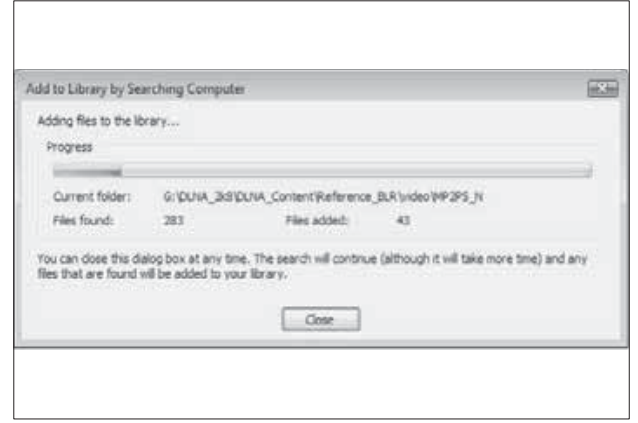 Add to Library by Searching Computer
Adding files to the library...
Progress
Current folder: G:\DLNA_2k8\DLNA_Content\Reference_BLR\video\MP2PS_N
Files found: 283 Files added: 43
You can close this dialog box at any time. The search will continue (although it will take more time) and any
files that are found will be added to your library.
Close